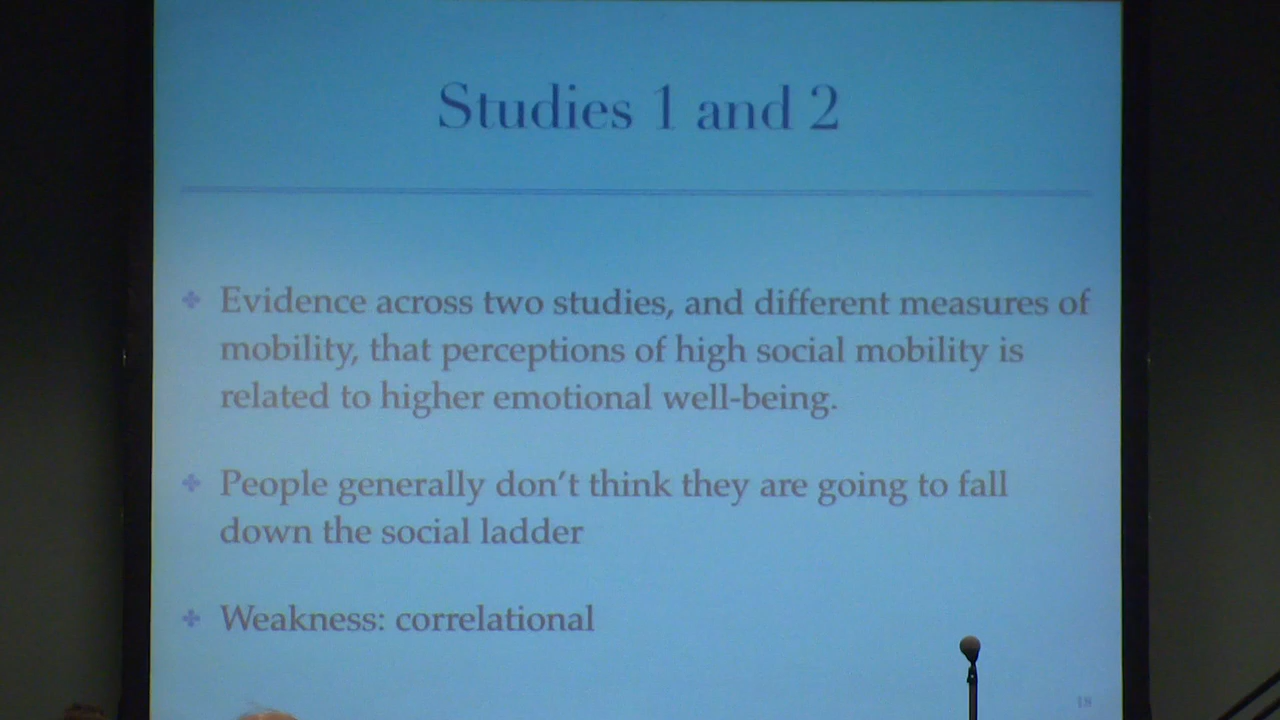 Studies 1 and 2
Evidence across two studies, and different measures of
mobility, that perceptions of high social mobility is
related to higher emotional well-being.
People generally don't think they are going to fall
down the social ladder
Weakness: correlational
18